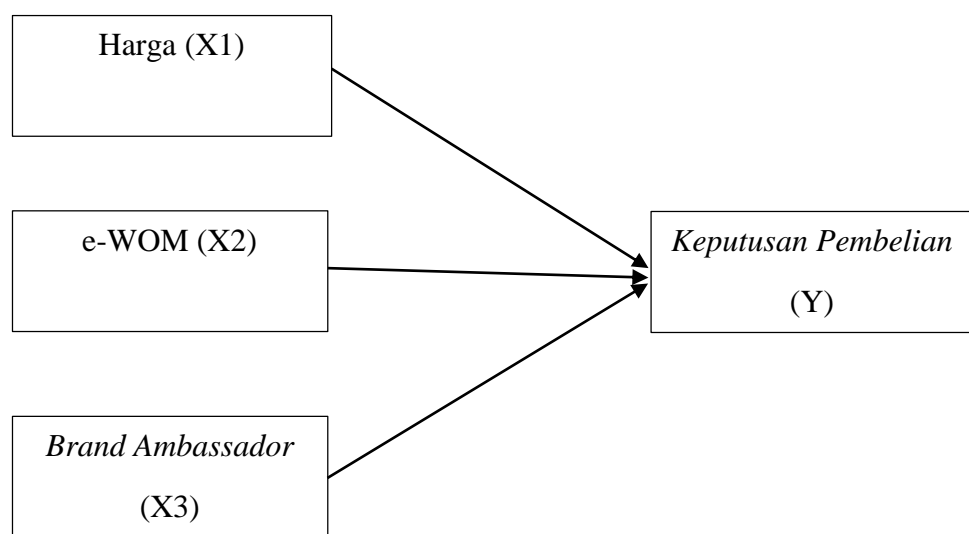 Harga (X1)
e-WOM (X2)
Keputusan Pembelian
(Y)
Brand Ambassador
(X3)